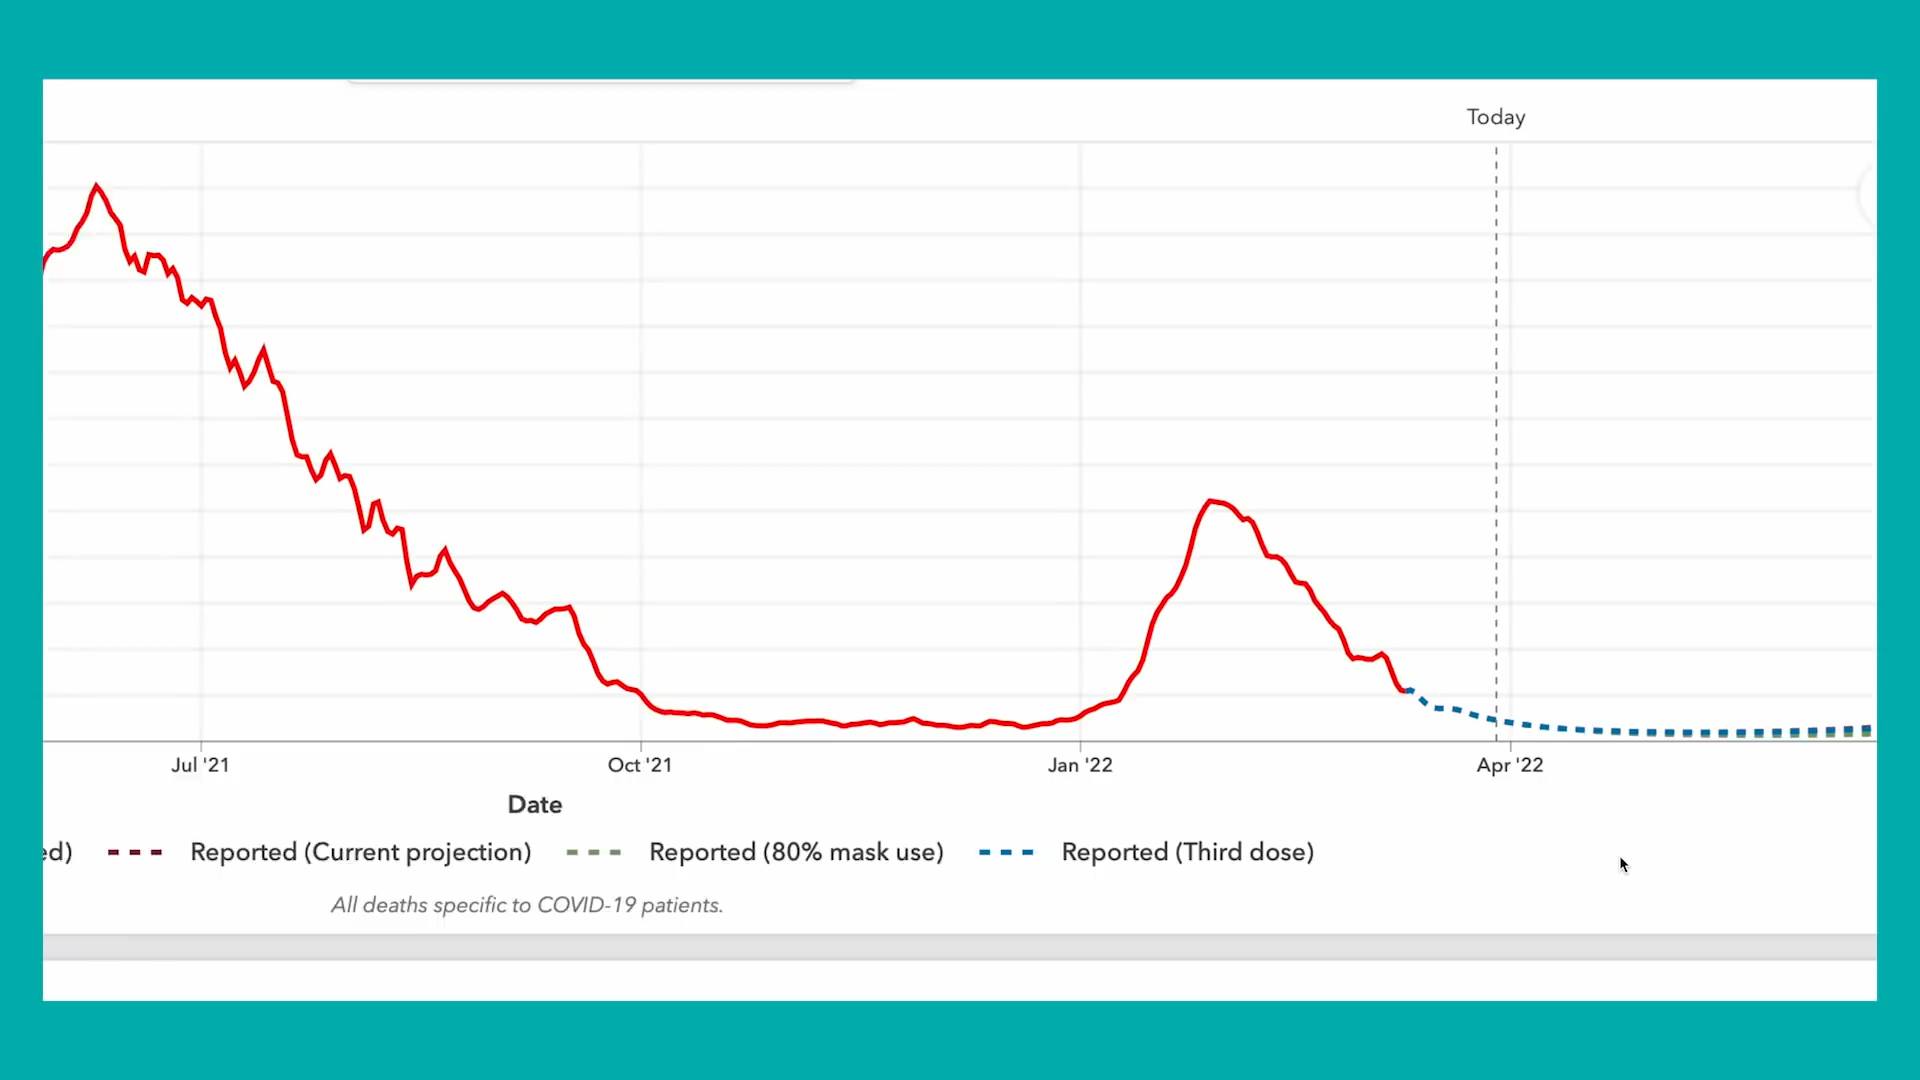 Today
Jul '21 Oct '21 Jan '22 Apr '22
Date
ed) Reported (Current projection) Reported (80% mask use) Reported (Third dose)
All deaths specific to COVID-19 patients.